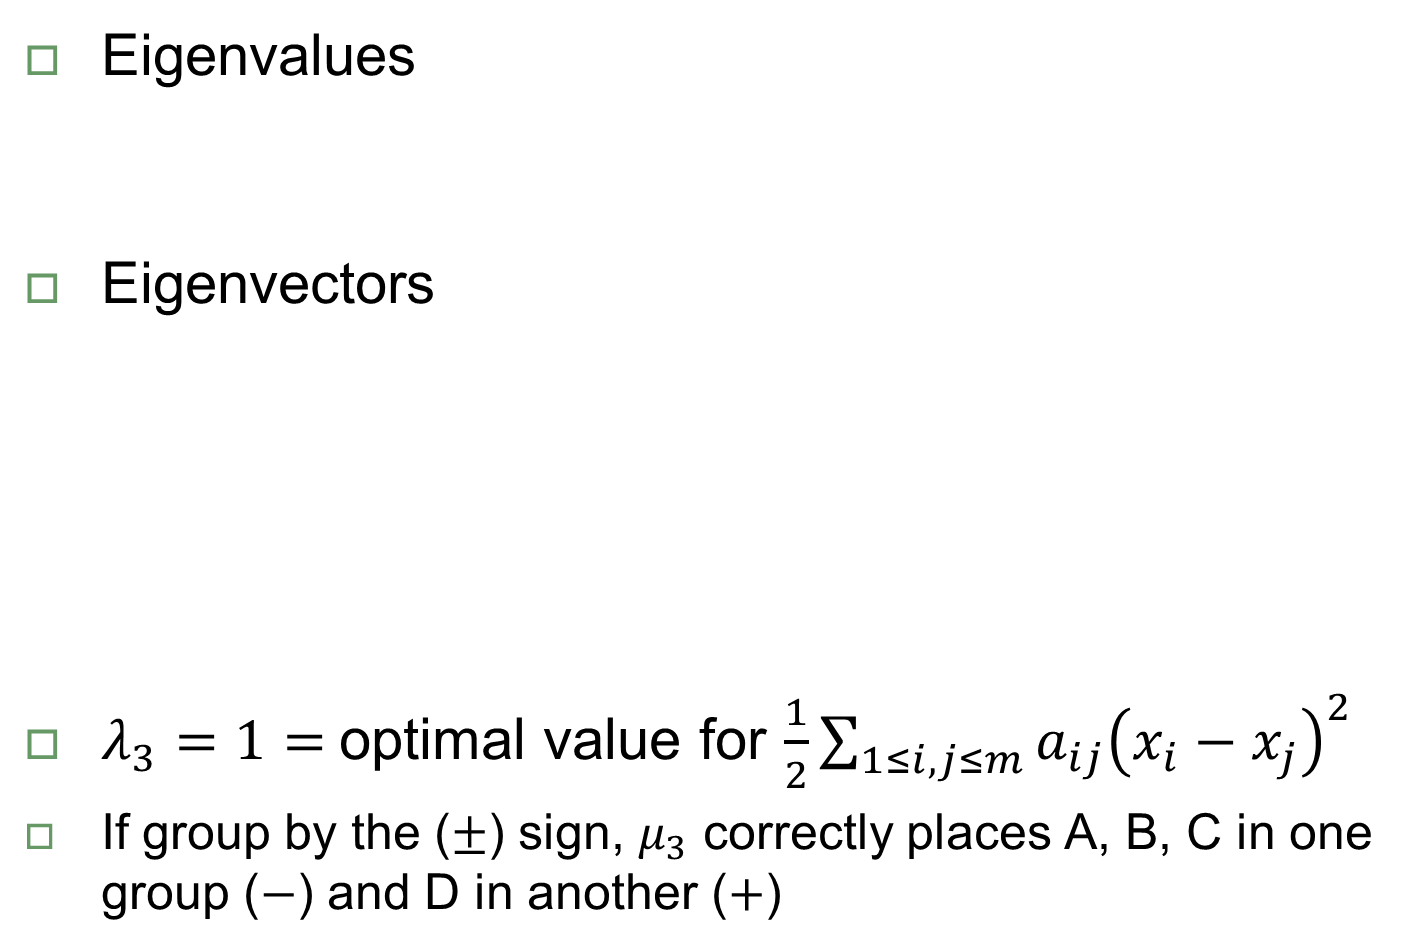 Eigenvalues
Eigenvectors
λ₃ = 1 = optimal value for ½∑₁≤ᵢ,ⱼ≤ₘ aᵢⱼ(xᵢ − xⱼ)²
If group by the (±) sign, μ₃ correctly places A, B, C in one
group (−) and D in another (+)